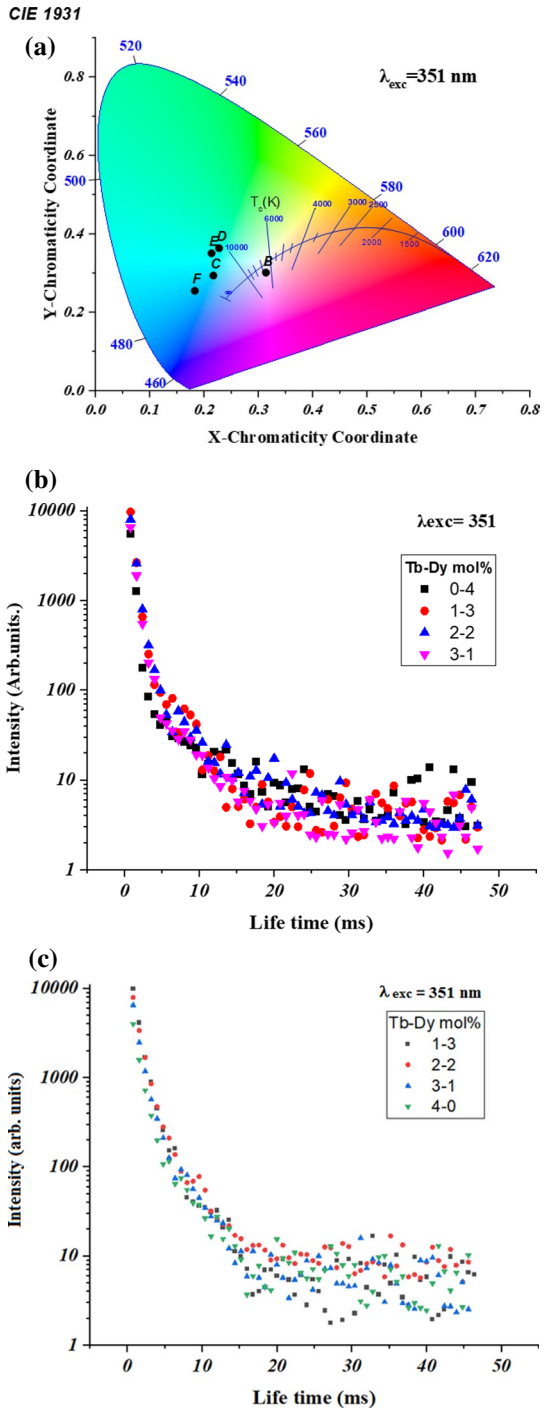 CIE 1931
(a)
λexc=351 nm
520
540
560
500
580
600
620
480
460
Tc(K)
10000
6000
4000
3000
2500
2000
1500
∞
E D
C
F
B
0.8
0.6
0.4
0.2
0.0
0.0 0.1 0.2 0.3 0.4 0.5 0.6 0.7 0.8
Y-Chromaticity Coordinate
X-Chromaticity Coordinate
(b)
λexc= 351
Tb-Dy mol%
0-4
1-3
2-2
3-1
10000
1000
100
10
1
0 10 20 30 40 50
Intensity (Arb.units.)
Life time (ms)
(c)
λ exc = 351 nm
Tb-Dy mol%
1-3
2-2
3-1
4-0
10000
1000
100
10
1
0 10 20 30 40 50
Intensity (arb. units)
Life time (ms)